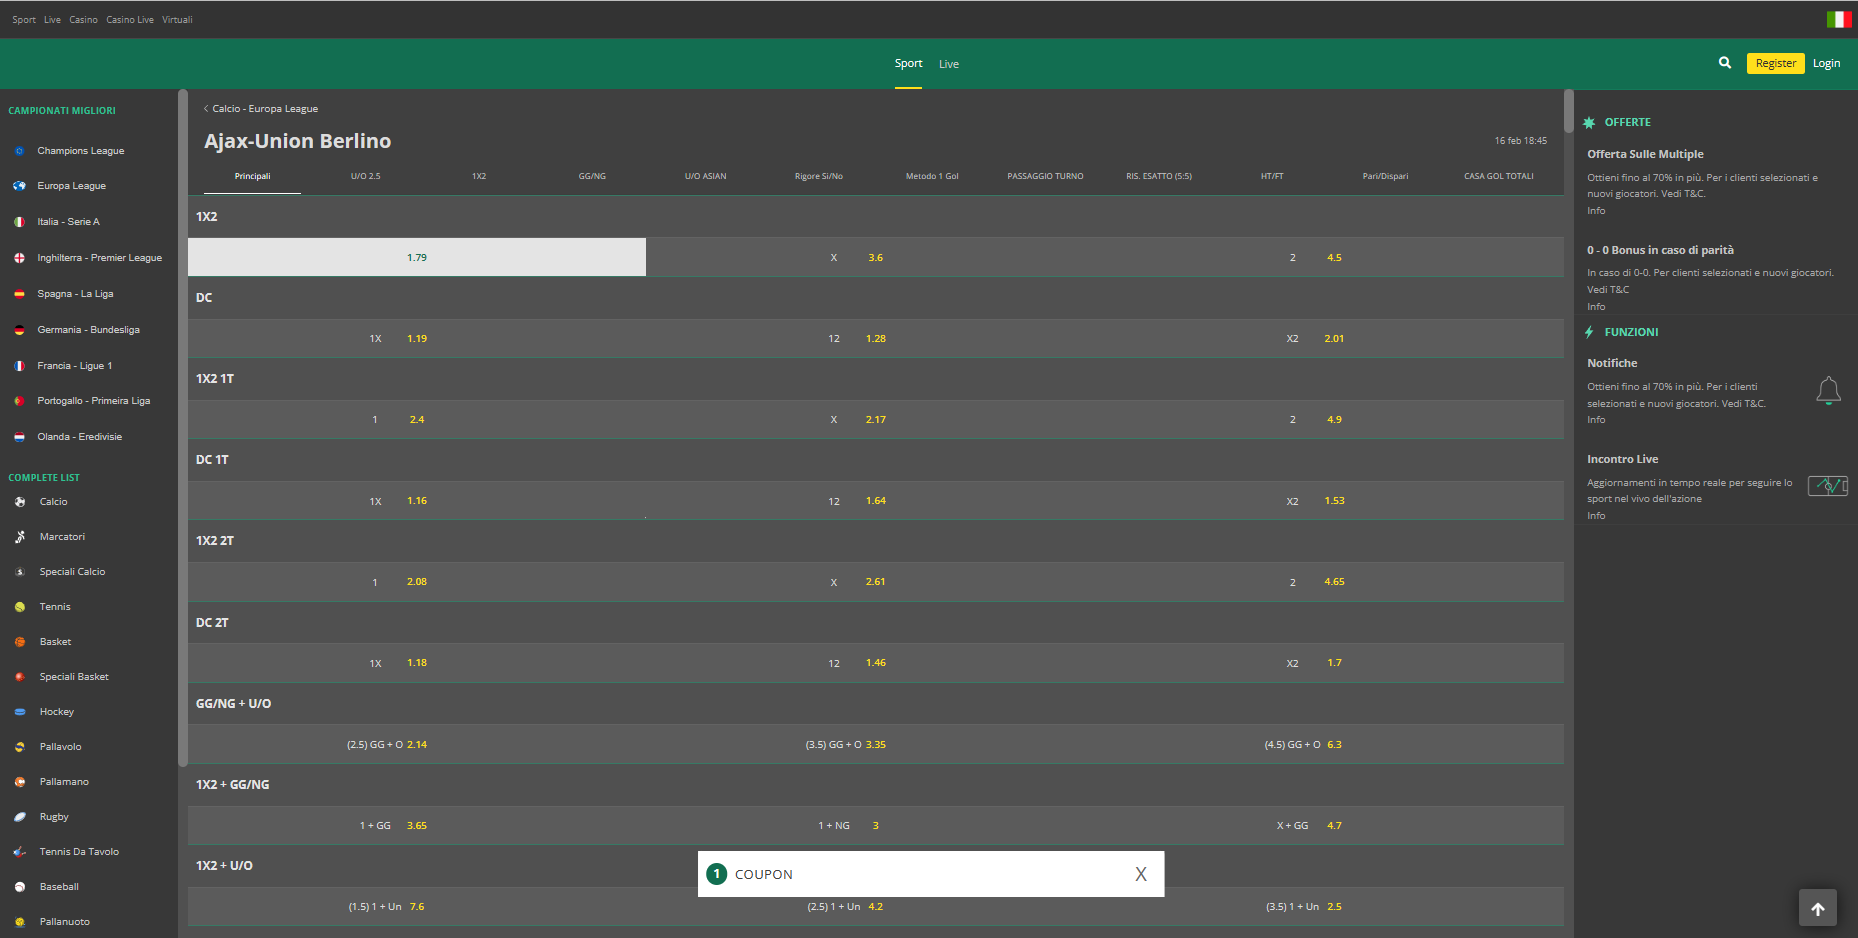 Sport Live Casino Casino Live Virtuali
Sport Live
Register Login
CAMPIONATI MIGLIORI
Champions League
Europa League
Italia - Serie A
Inghilterra - Premier League
Spagna - La Liga
Germania - Bundesliga
Francia - Ligue 1
Portogallo - Primeira Liga
Olanda - Eredivisie
COMPLETE LIST
Calcio
Marcatori
Speciali Calcio
Tennis
Basket
Speciali Basket
Hockey
Pallavolo
Pallamano
Rugby
Tennis Da Tavolo
Baseball
Pallanuoto
< Calcio - Europa League
Ajax-Union Berlino
16 feb 18:45
Principali U/O 2.5 1X2 GG/NG U/O ASIAN Rigore Si/No Metodo 1 Gol PASSAGGIO TURNO RIS. ESATTO (5:5) HT/FT Pari/Dispari CASA GOL TOTALI
1X2
1.79 X 3.6 2 4.5
DC
1X 1.19 12 1.28 X2 2.01
1X2 1T
1 2.4 X 2.17 2 4.9
DC 1T
1X 1.16 12 1.64 X2 1.53
1X2 2T
1 2.08 X 2.61 2 4.65
DC 2T
1X 1.18 12 1.46 X2 1.7
GG/NG + U/O
(2.5) GG + O 2.14 (3.5) GG + O 3.35 (4.5) GG + O 6.3
1X2 + GG/NG
1 + GG 3.65 1 + NG 3 X + GG 4.7
1X2 + U/O
1 COUPON X
(1.5) 1 + Un 7.6 (2.5) 1 + Un 4.2 (3.5) 1 + Un 2.5
OFFERTE
Offerta Sulle Multiple
Ottieni fino al 70% in più. Per i clienti selezionati e
nuovi giocatori. Vedi T&C.
Info
0 - 0 Bonus in caso di parità
In caso di 0-0. Per clienti selezionati e nuovi giocatori.
Vedi T&C
Info
FUNZIONI
Notifiche
Ottieni fino al 70% in più. Per i clienti
selezionati e nuovi giocatori. Vedi T&C.
Info
Incontro Live
Aggiornamenti in tempo reale per seguire lo
sport nel vivo dell'azione
Info